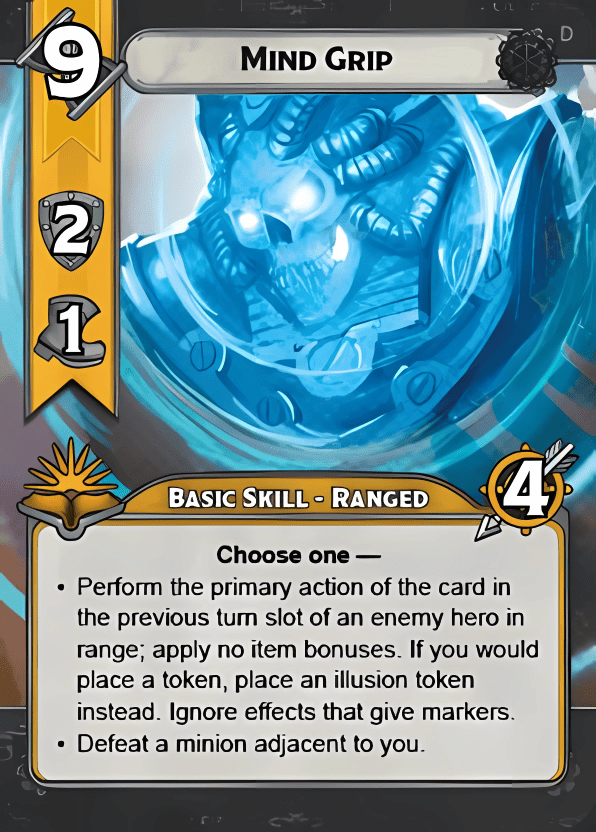 9
MIND GRIP
D
2
1
BASIC SKILL - RANGED
4
Choose one —
• Perform the primary action of the card in
the previous turn slot of an enemy hero in
range; apply no item bonuses. If you would
place a token, place an illusion token
instead. Ignore effects that give markers.
• Defeat a minion adjacent to you.